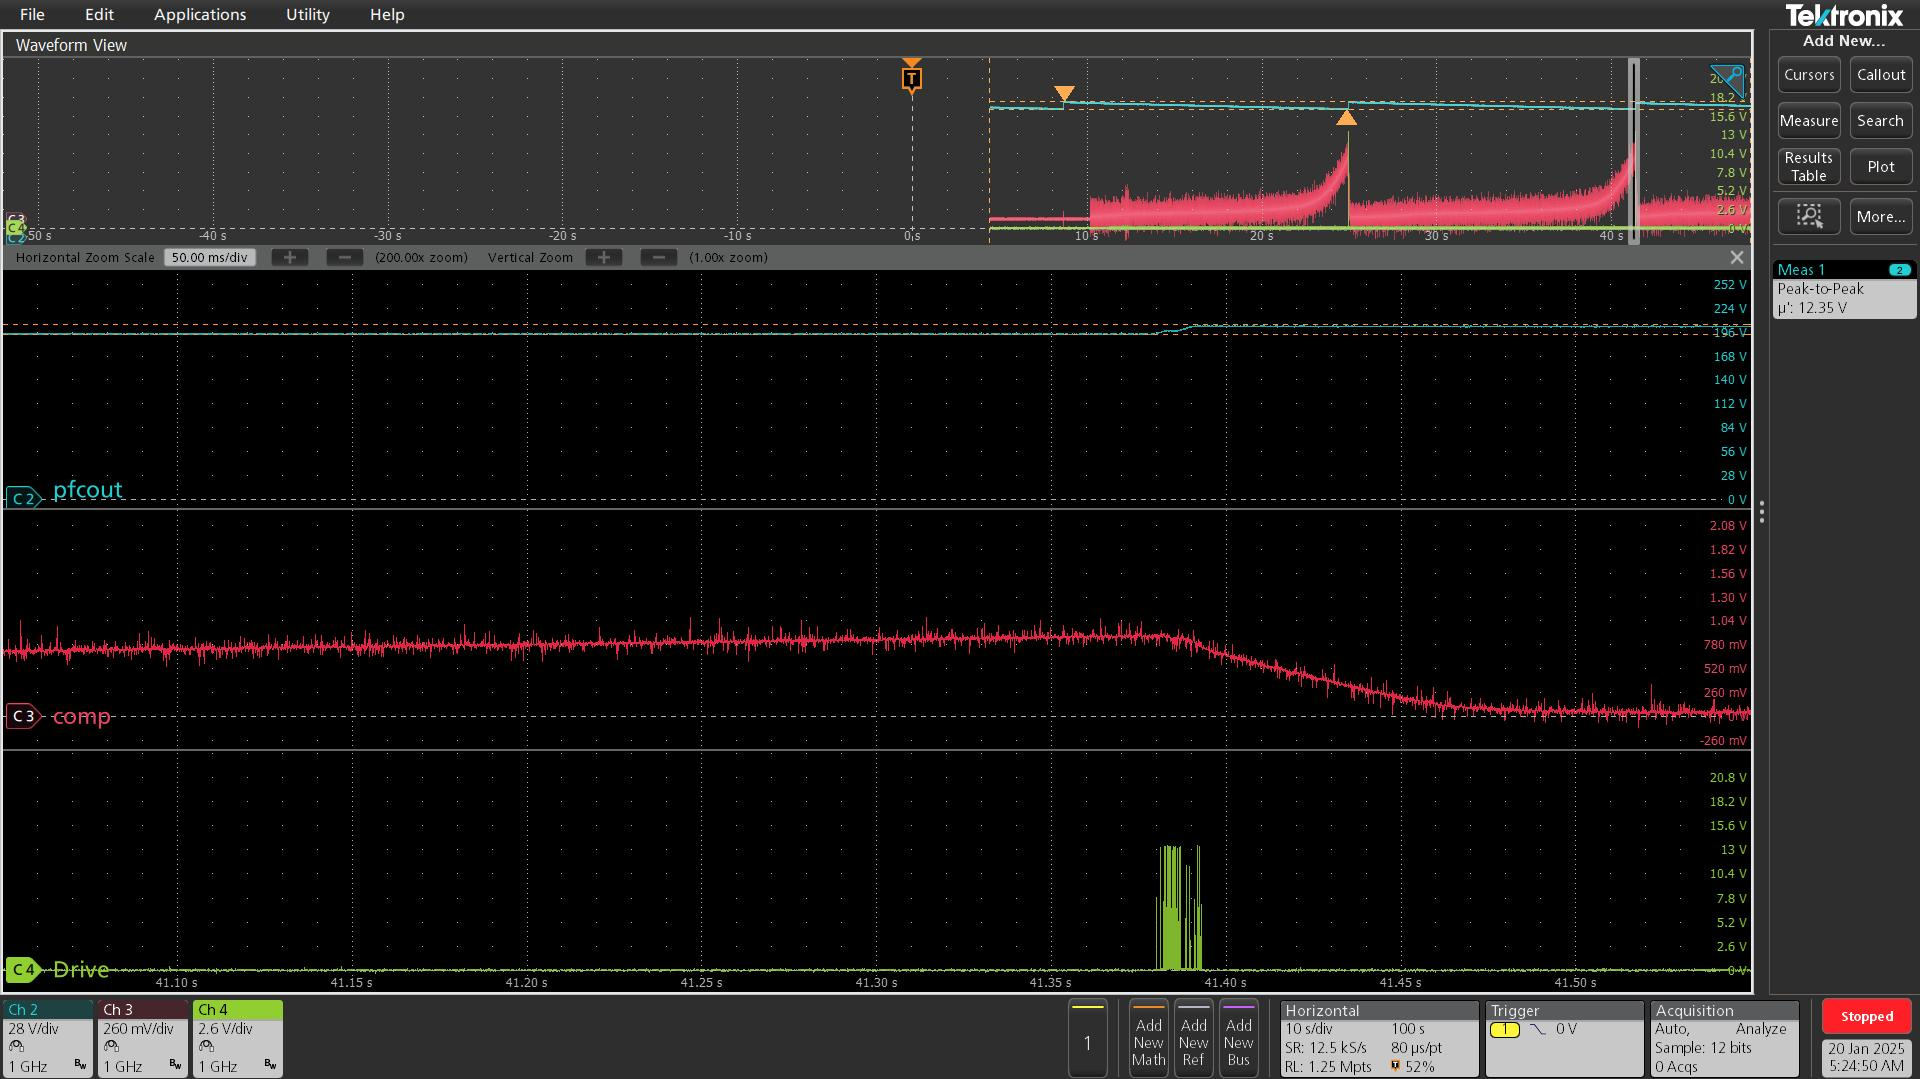 File Edit Applications Utility Help
Tektronix
Waveform View
Add New...
Cursors Callout
Measure Search
Results Table Plot
More...
Meas 1 2
Peak-to-Peak
µ': 12.35 V
T
18.2
15.6 V
13 V
10.4 V
7.8 V
5.2 V
2.6 V
C3
C4
C2
-40 s -30 s -20 s -10 s 0 s 10 s 20 s 30 s 40 s
Horizontal Zoom Scale 50.00 ms/div + − (200.00x zoom) Vertical Zoom + − (1.00x zoom)
252 V
224 V
196 V
168 V
140 V
112 V
84 V
56 V
28 V
0 V
C2 pfcout
2.08 V
1.82 V
1.56 V
1.30 V
1.04 V
780 mV
520 mV
260 mV
0 V
-260 mV
C3 comp
20.8 V
18.2 V
15.6 V
13 V
10.4 V
7.8 V
5.2 V
2.6 V
0 V
C4 Drive
41.10 s 41.15 s 41.20 s 41.25 s 41.30 s 41.35 s 41.40 s 41.45 s 41.50 s
Ch 2
28 V/div
1 GHz Bw
Ch 3
260 mV/div
1 GHz Bw
Ch 4
2.6 V/div
1 GHz Bw
1
Add New Math
Add New Ref
Add New Bus
Horizontal
10 s/div 100 s
SR: 12.5 kS/s 80 µs/pt
RL: 1.25 Mpts 52%
Trigger
1 0 V
Acquisition
Auto, Analyze
Sample: 12 bits
0 Acqs
Stopped
20 Jan 2025
5:24:50 AM